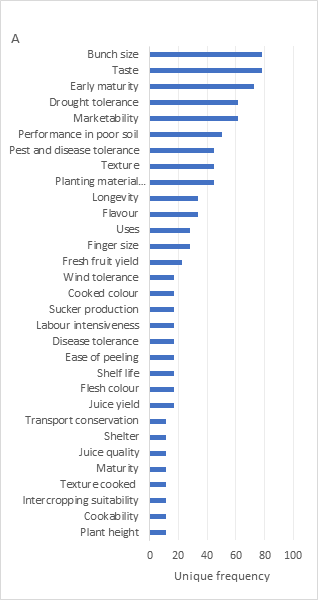 A
Bunch size
Taste
Early maturity
Drought tolerance
Marketability
Performance in poor soil
Pest and disease tolerance
Texture
Planting material...
Longevity
Flavour
Uses
Finger size
Fresh fruit yield
Wind tolerance
Cooked colour
Sucker production
Labour intensiveness
Disease tolerance
Ease of peeling
Shelf life
Flesh colour
Juice yield
Transport conservation
Shelter
Juice quality
Maturity
Texture cooked
Intercropping suitability
Cookability
Plant height
0 20 40 60 80 100
Unique frequency